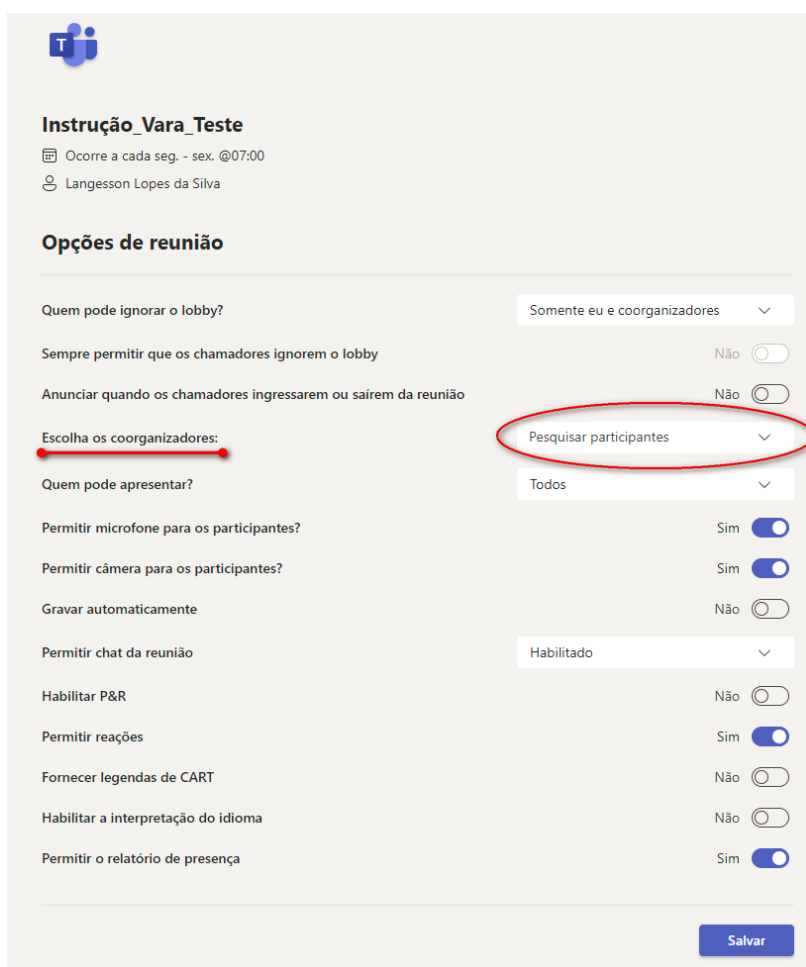 T
Instrução_Vara_Teste
Ocorre a cada seg. - sex. @07:00
Langesson Lopes da Silva
Opções de reunião
Quem pode ignorar o lobby? Somente eu e coorganizadores
Sempre permitir que os chamadores ignorem o lobby Não
Anunciar quando os chamadores ingressarem ou saírem da reunião Não
Escolha os coorganizadores: Pesquisar participantes
Quem pode apresentar? Todos
Permitir microfone para os participantes? Sim
Permitir câmera para os participantes? Sim
Gravar automaticamente Não
Permitir chat da reunião Habilitado
Habilitar P&R Não
Permitir reações Sim
Fornecer legendas de CART Não
Habilitar a interpretação do idioma Não
Permitir o relatório de presença Sim
Salvar